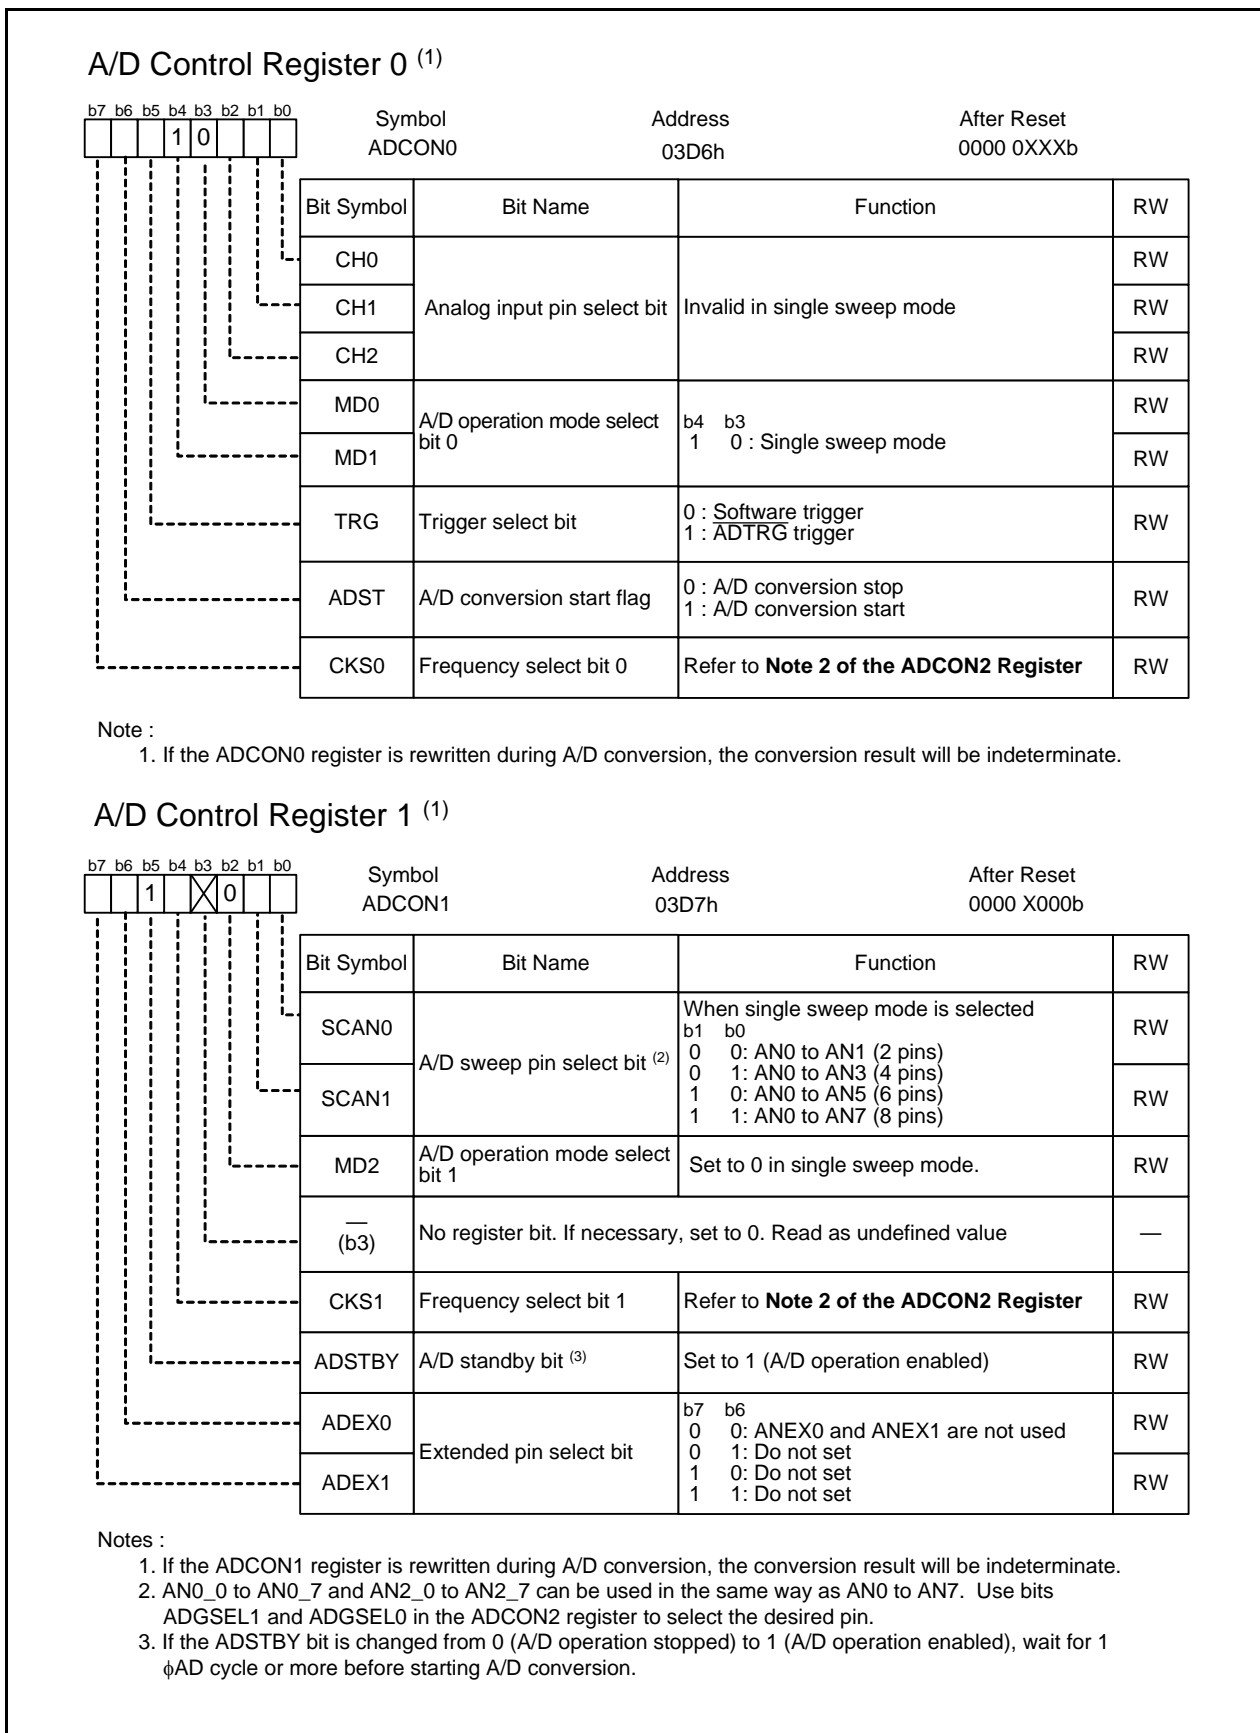 A/D Control Register 0 (1)
b7 b6 b5 b4 b3 b2 b1 b0
1 0
Symbol Address After Reset
ADCON0 03D6h 0000 0XXXb
Bit Symbol Bit Name Function RW
CH0 RW
CH1 Analog input pin select bit Invalid in single sweep mode RW
CH2 RW
MD0 RW
A/D operation mode select
bit 0
b4 b3
1 0 : Single sweep mode
MD1 RW
TRG Trigger select bit 0 : Software trigger
1 : ADTRG trigger RW
ADST A/D conversion start flag 0 : A/D conversion stop
1 : A/D conversion start RW
CKS0 Frequency select bit 0 Refer to Note 2 of the ADCON2 Register RW
Note :
1. If the ADCON0 register is rewritten during A/D conversion, the conversion result will be indeterminate.
A/D Control Register 1 (1)
b7 b6 b5 b4 b3 b2 b1 b0
1 0
Symbol Address After Reset
ADCON1 03D7h 0000 X000b
Bit Symbol Bit Name Function RW
SCAN0 RW
A/D sweep pin select bit (2)
When single sweep mode is selected
b1 b0
0 0: AN0 to AN1 (2 pins)
0 1: AN0 to AN3 (4 pins)
1 0: AN0 to AN5 (6 pins)
1 1: AN0 to AN7 (8 pins)
SCAN1 RW
MD2 A/D operation mode select
bit 1 Set to 0 in single sweep mode. RW
—
(b3) No register bit. If necessary, set to 0. Read as undefined value —
CKS1 Frequency select bit 1 Refer to Note 2 of the ADCON2 Register RW
ADSTBY A/D standby bit (3) Set to 1 (A/D operation enabled) RW
ADEX0 RW
Extended pin select bit
b7 b6
0 0: ANEX0 and ANEX1 are not used
0 1: Do not set
1 0: Do not set
1 1: Do not set
ADEX1 RW
Notes :
1. If the ADCON1 register is rewritten during A/D conversion, the conversion result will be indeterminate.
2. AN0_0 to AN0_7 and AN2_0 to AN2_7 can be used in the same way as AN0 to AN7. Use bits
ADGSEL1 and ADGSEL0 in the ADCON2 register to select the desired pin.
3. If the ADSTBY bit is changed from 0 (A/D operation stopped) to 1 (A/D operation enabled), wait for 1
ϕAD cycle or more before starting A/D conversion.